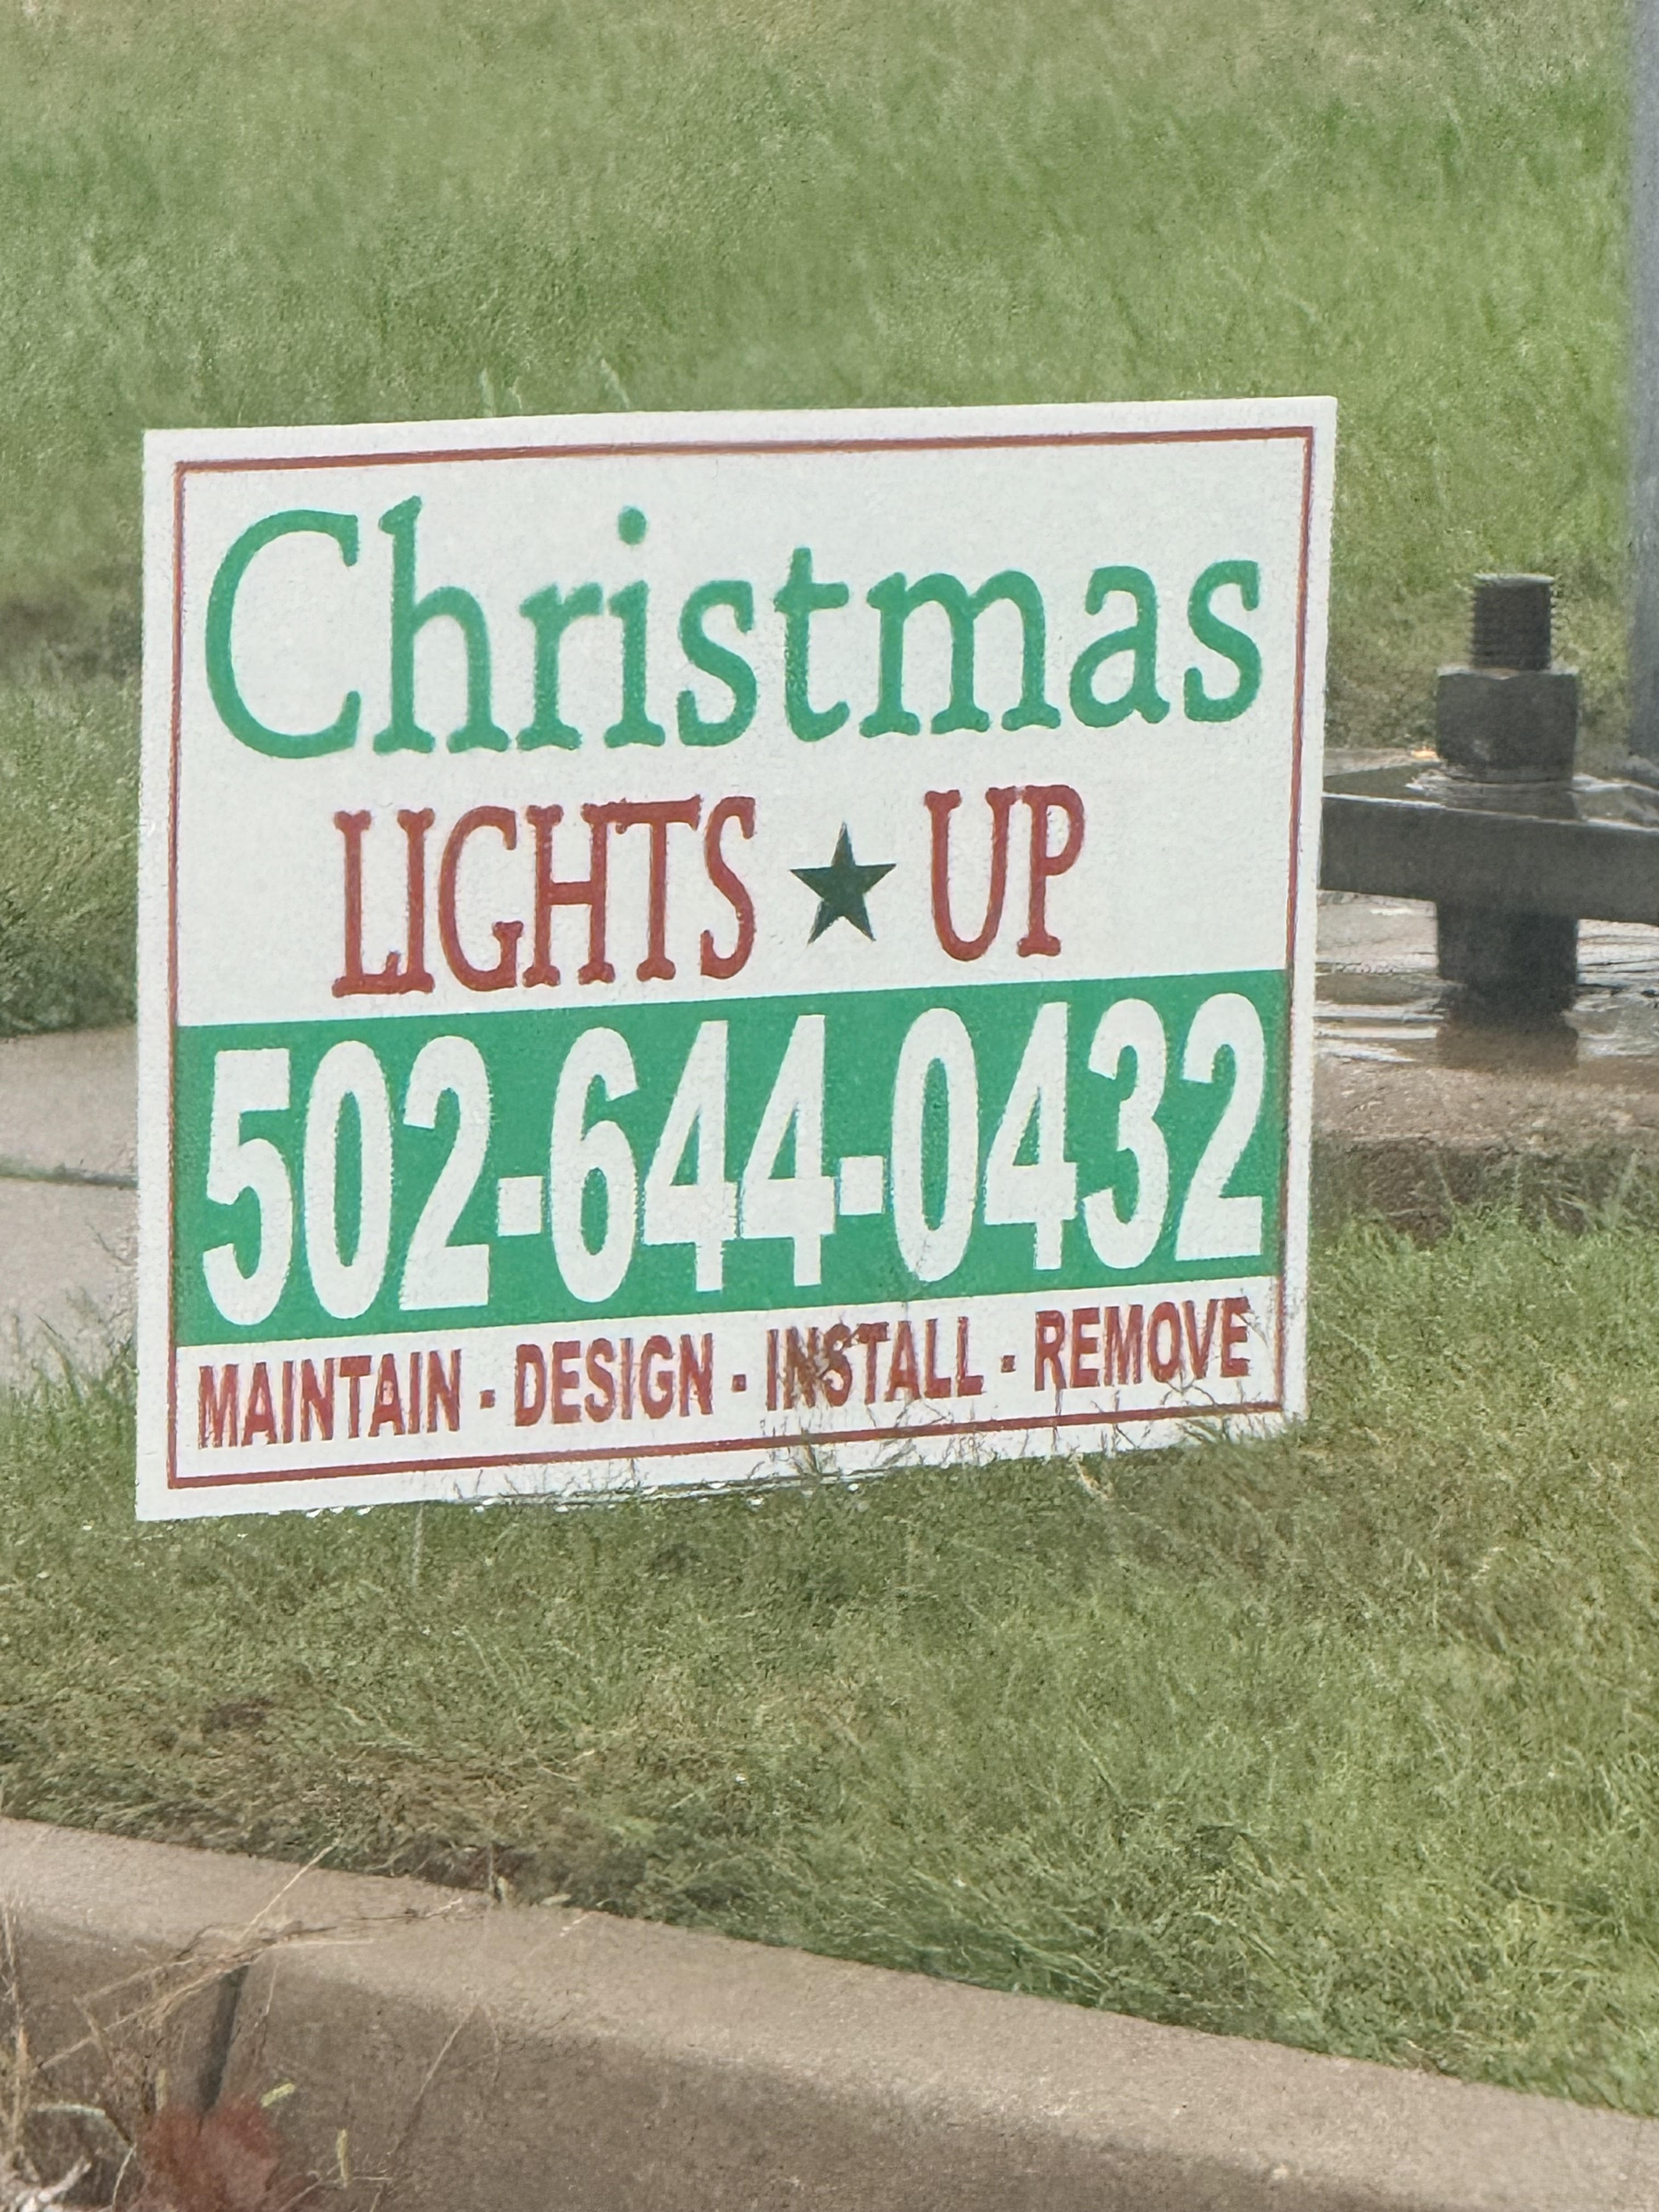 Christmas
LIGHTS ★ UP
502-644-0432
MAINTAIN - DESIGN - INSTALL - REMOVE